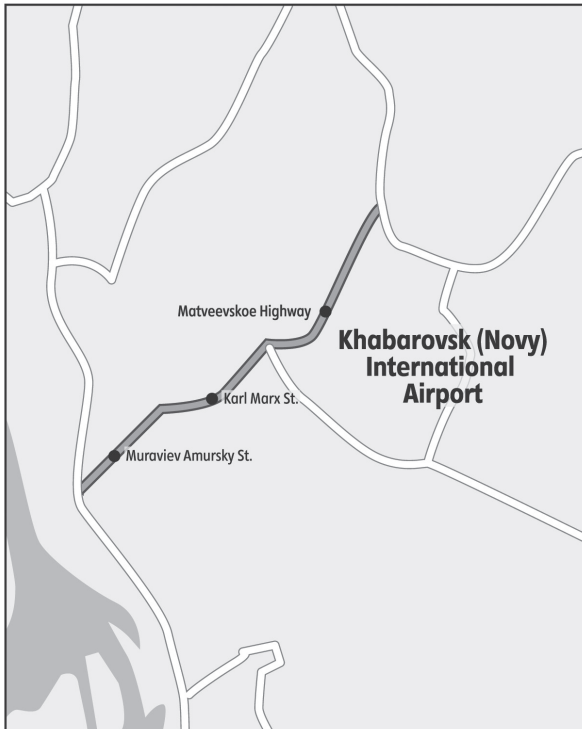 Matveevskoe Highway
Khabarovsk (Novy)
International
Airport
Karl Marx St.
Muraviev Amursky St.